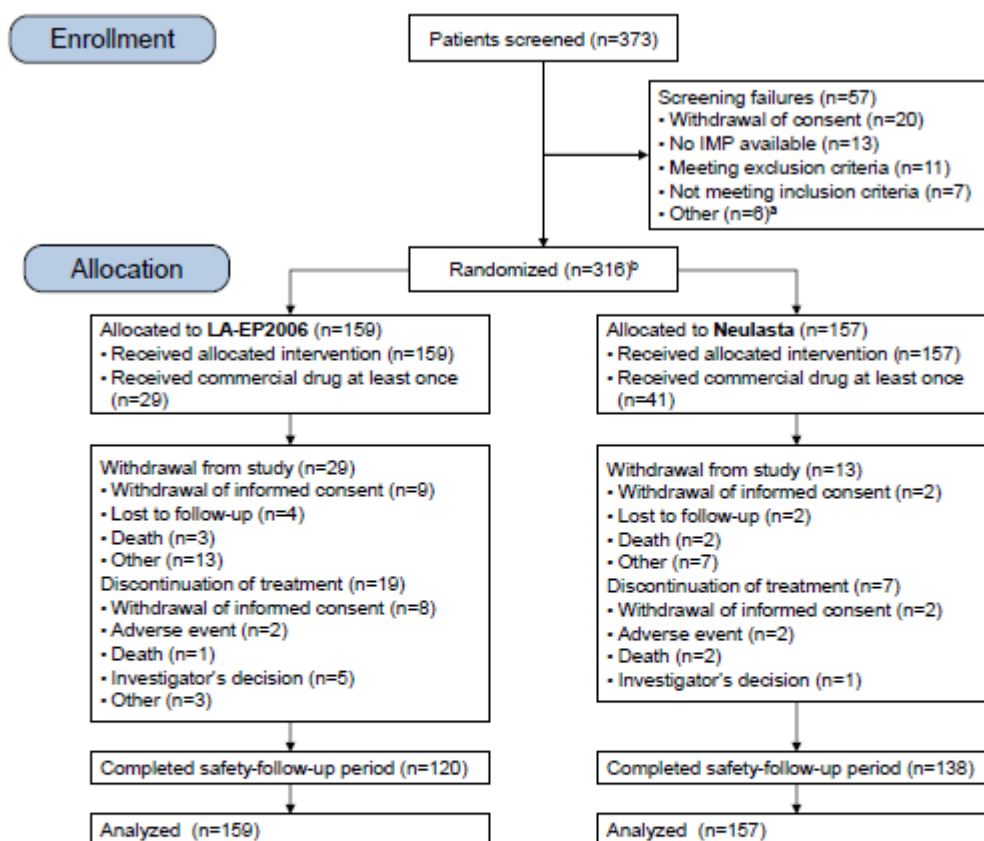 Enrollment
Patients screened (n=373)
Screening failures (n=57)
▪ Withdrawal of consent (n=20)
▪ No IMP available (n=13)
▪ Meeting exclusion criteria (n=11)
▪ Not meeting inclusion criteria (n=7)
▪ Other (n=6)ª
Allocation
Randomized (n=316)ᵇ
Allocated to LA-EP2006 (n=159)
▪ Received allocated intervention (n=159)
▪ Received commercial drug at least once
(n=29)
Allocated to Neulasta (n=157)
▪ Received allocated intervention (n=157)
▪ Received commercial drug at least once
(n=41)
Withdrawal from study (n=29)
▪ Withdrawal of informed consent (n=9)
▪ Lost to follow-up (n=4)
▪ Death (n=3)
▪ Other (n=13)
Discontinuation of treatment (n=19)
▪ Withdrawal of informed consent (n=8)
▪ Adverse event (n=2)
▪ Death (n=1)
▪ Investigator's decision (n=5)
▪ Other (n=3)
Withdrawal from study (n=13)
▪ Withdrawal of informed consent (n=2)
▪ Lost to follow-up (n=2)
▪ Death (n=2)
▪ Other (n=7)
Discontinuation of treatment (n=7)
▪ Withdrawal of informed consent (n=2)
▪ Adverse event (n=2)
▪ Death (n=2)
▪ Investigator's decision (n=1)
Completed safety-follow-up period (n=120)
Completed safety-follow-up period (n=138)
Analyzed (n=159)
Analyzed (n=157)